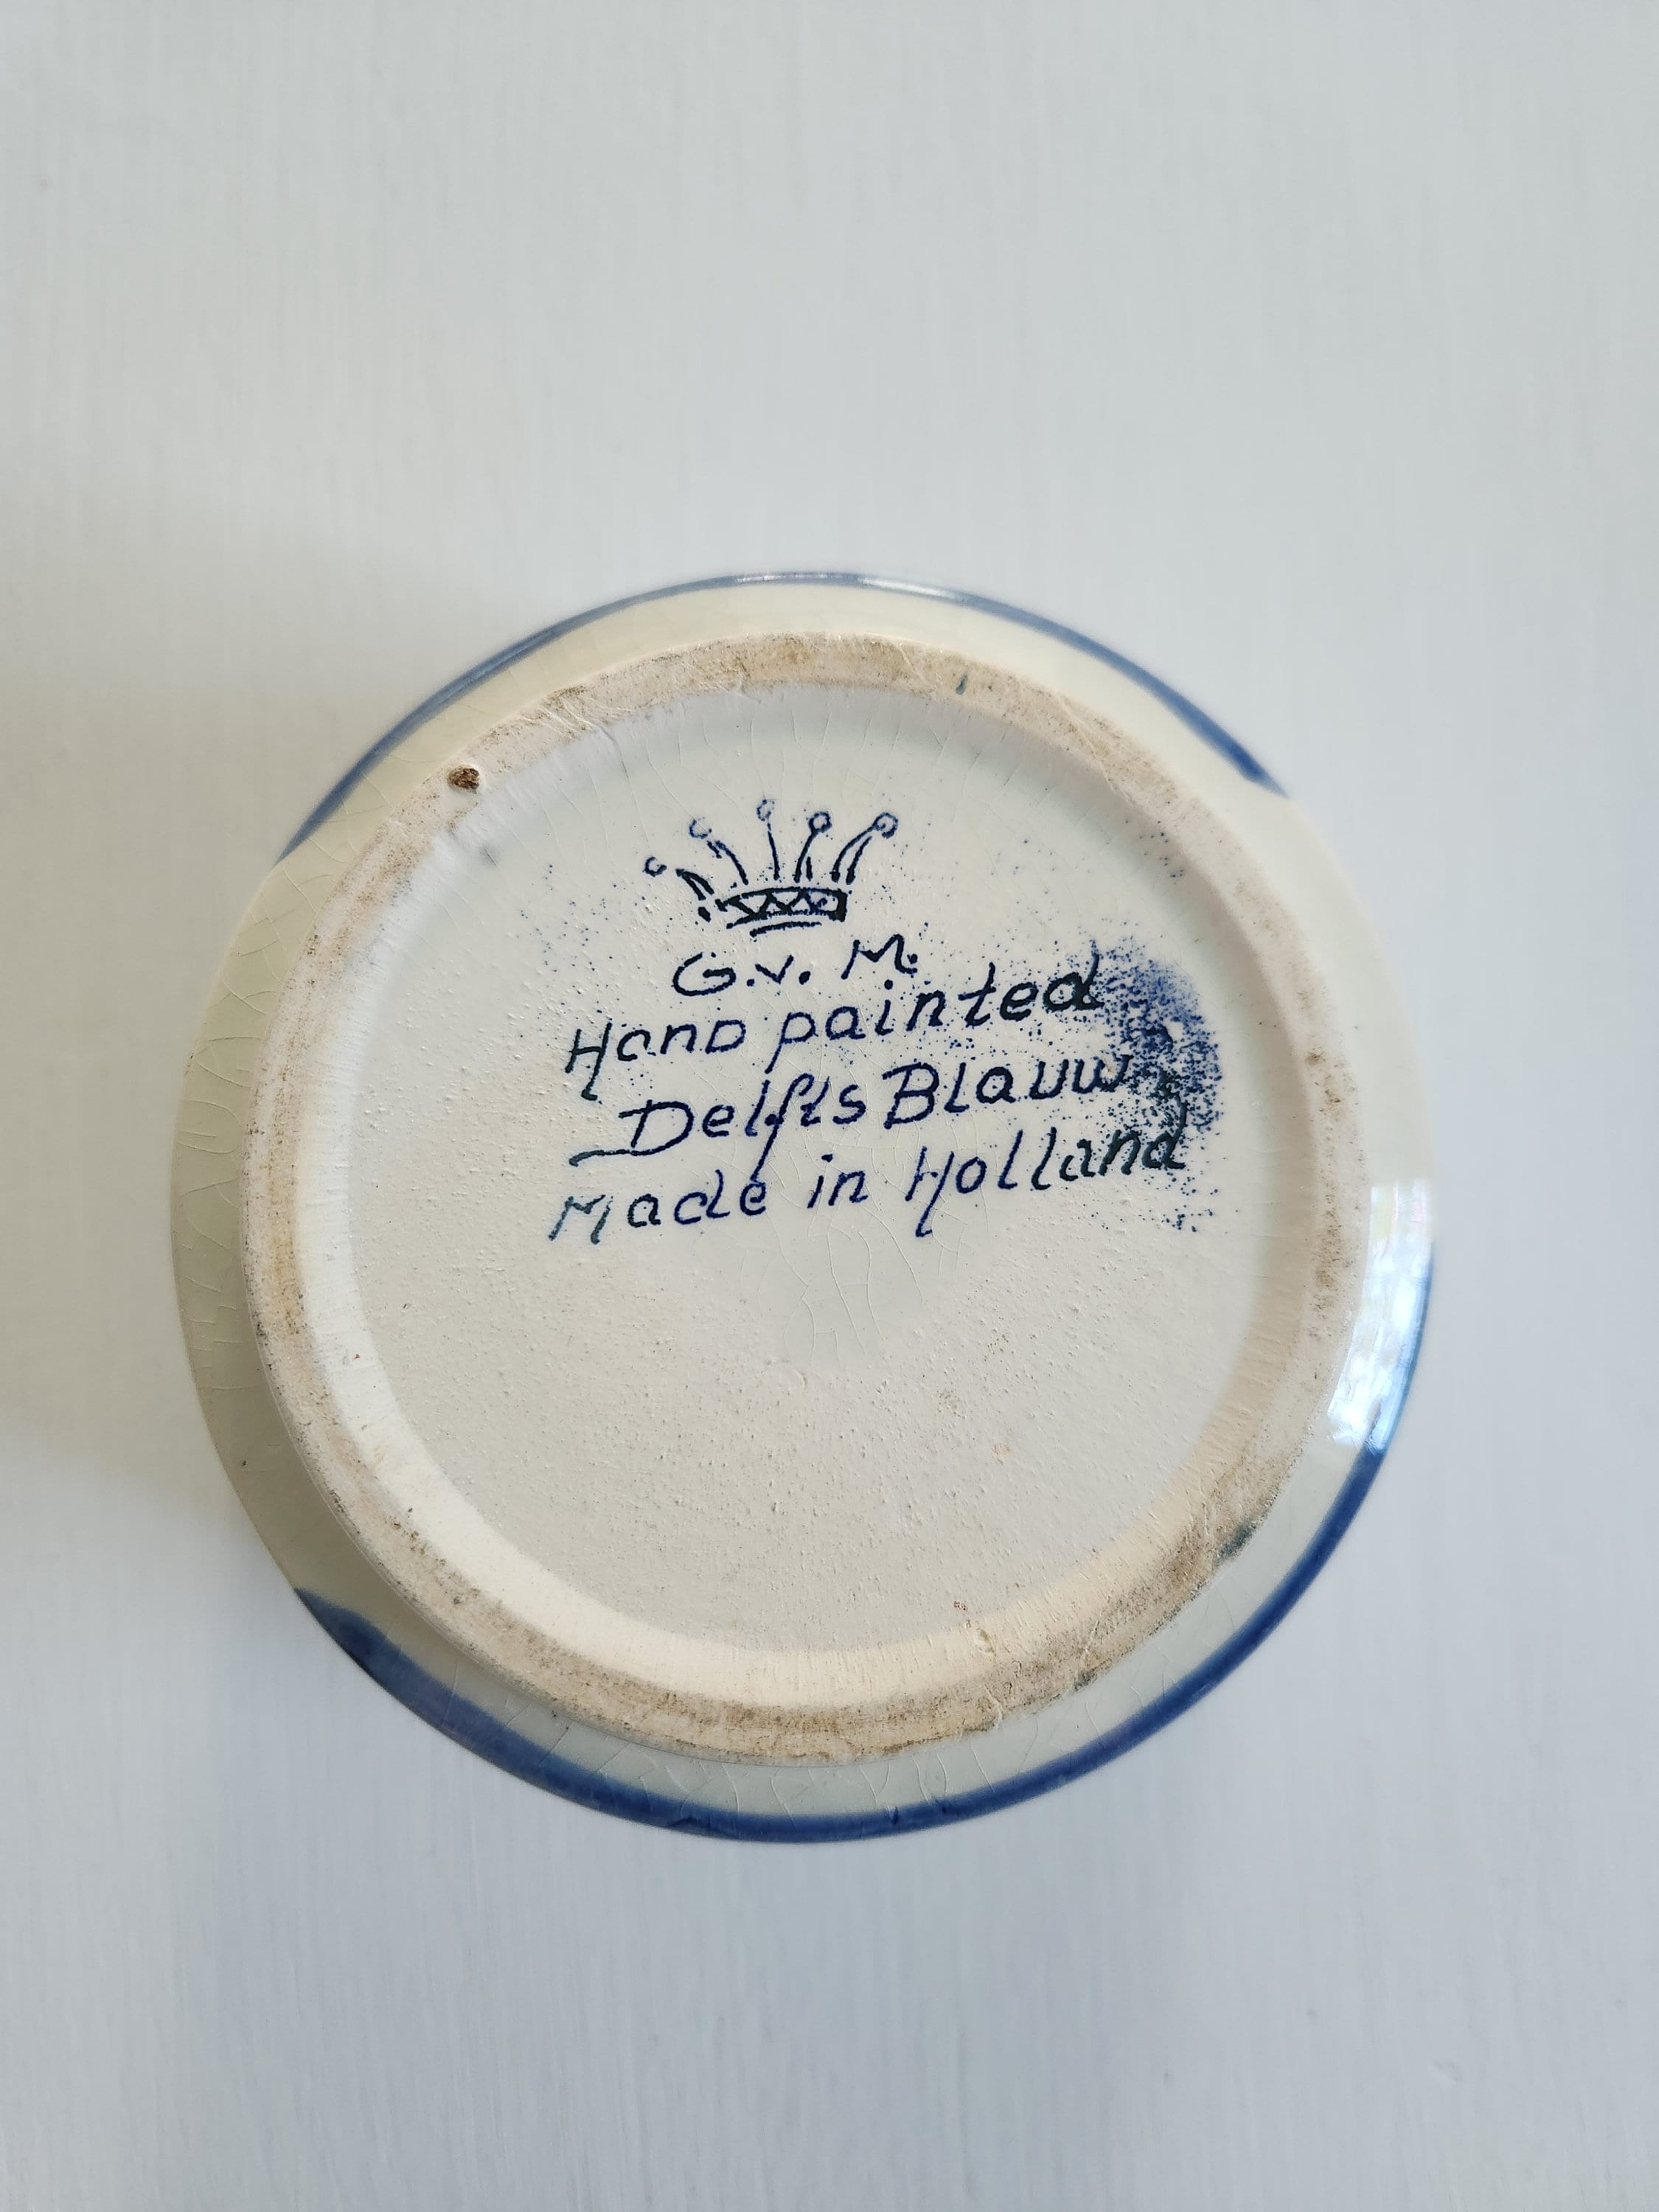 G.v. M.
Hand painted
Delfts Blauw
Made in Holland